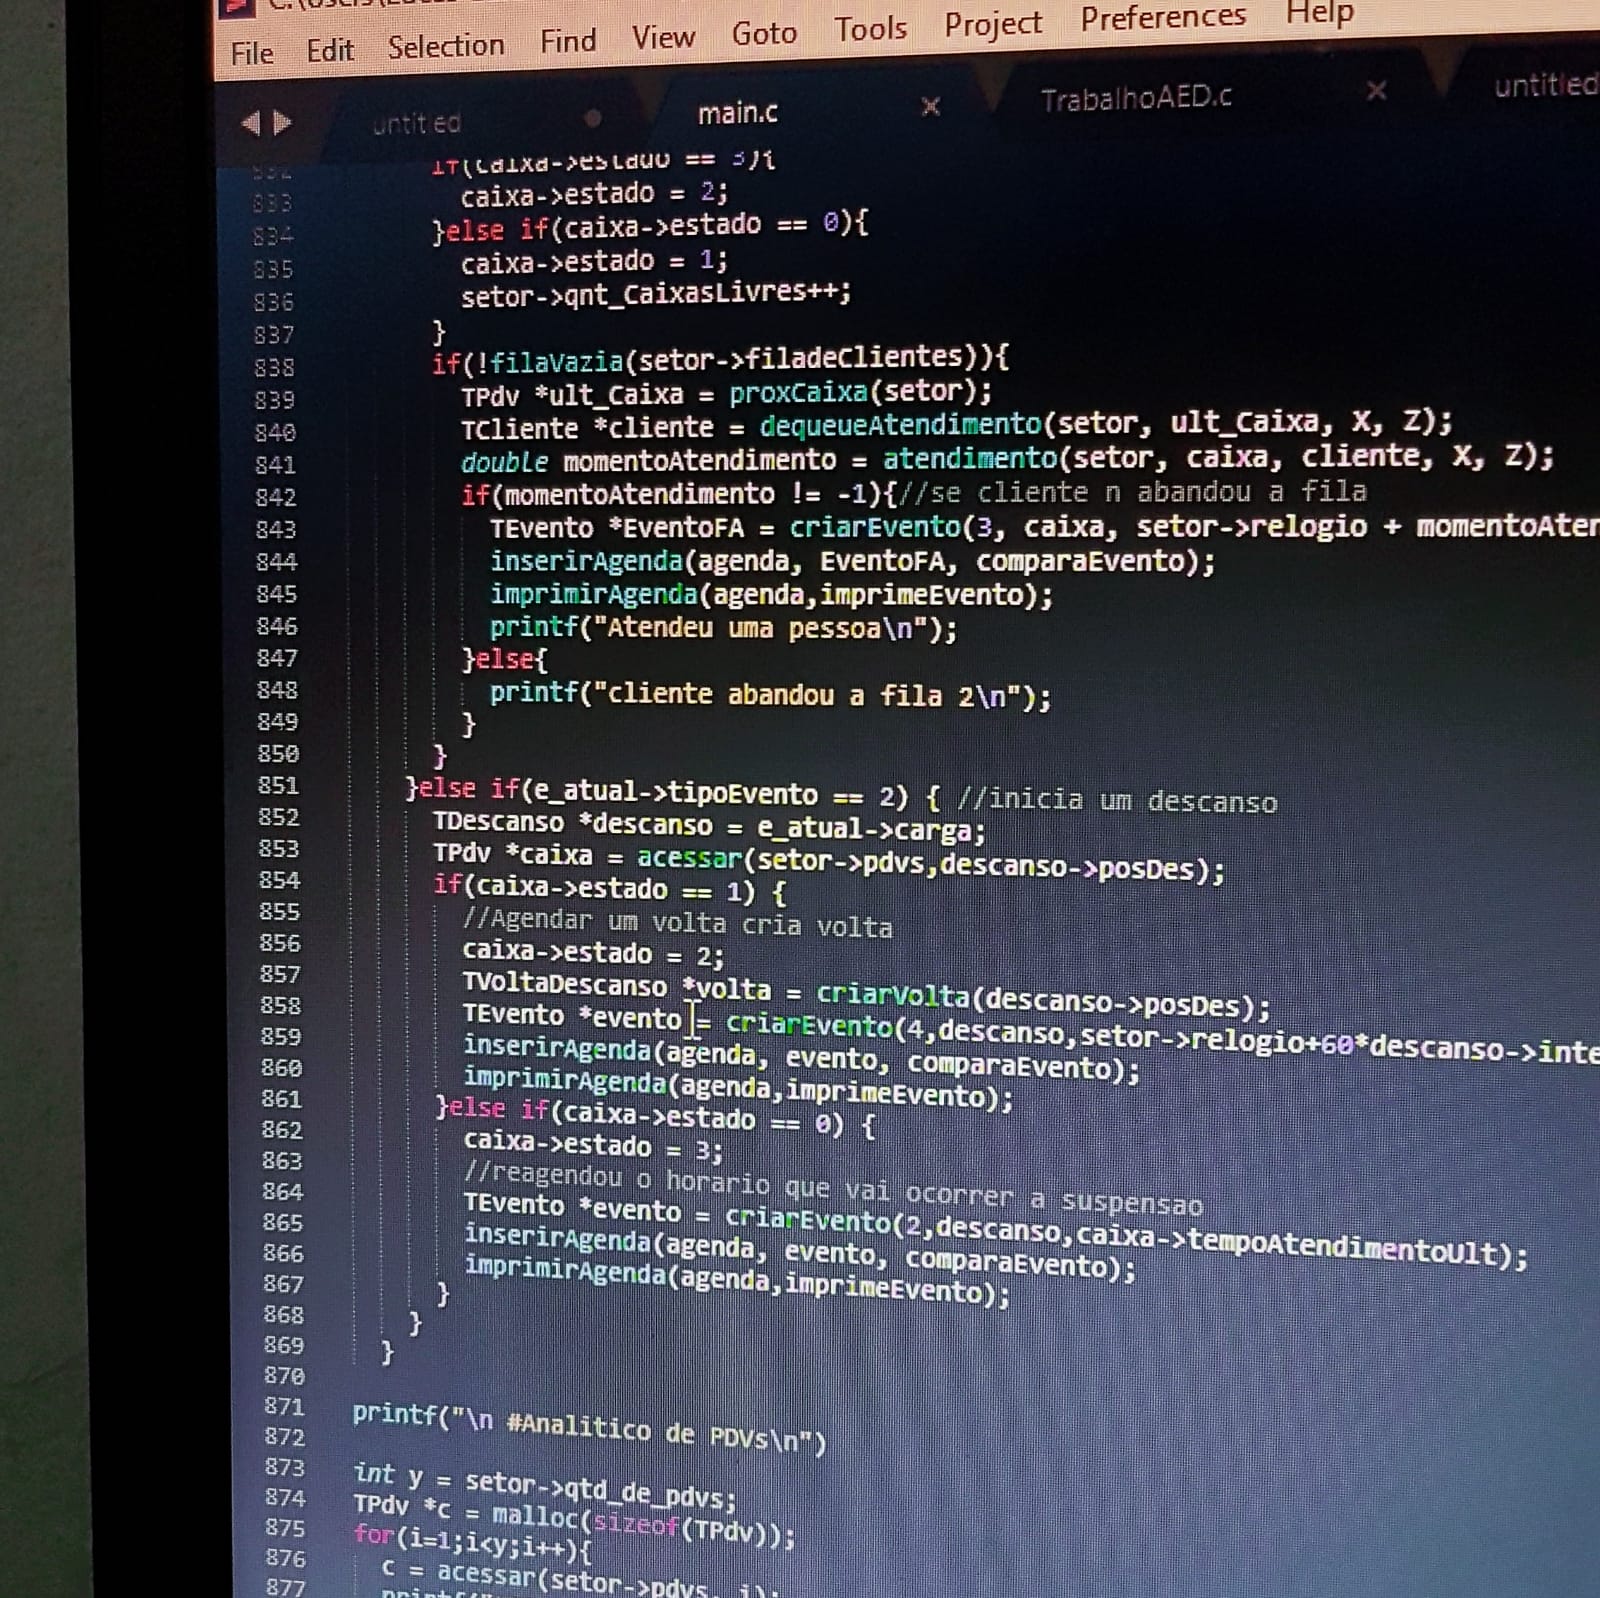 File Edit Selection Find View Goto Tools Project Preferences Help
main.c TrabalhoAED.c untitled
832 if(caixa->estado == 3){
833 caixa->estado = 2;
834 }else if(caixa->estado == 0){
835 caixa->estado = 1;
836 setor->qnt_CaixasLivres++;
837 }
838 if(!filaVazia(setor->filadeClientes)){
839 TPdv *ult_Caixa = proxCaixa(setor);
840 TCliente *cliente = dequeueAtendimento(setor, ult_Caixa, X, Z);
841 double momentoAtendimento = atendimento(setor, caixa, cliente, X, Z);
842 if(momentoAtendimento != -1){//se cliente n abandou a fila
843 TEvento *EventoFA = criarEvento(3, caixa, setor->relogio + momentoAten
844 inserirAgenda(agenda, EventoFA, comparaEvento);
845 imprimirAgenda(agenda,imprimeEvento);
846 printf("Atendeu uma pessoa\n");
847 }else{
848 printf("cliente abandou a fila 2\n");
849 }
850 }
851 }else if(e_atual->tipoEvento == 2) { //inicia um descanso
852 TDescanso *descanso = e_atual->carga;
853 TPdv *caixa = acessar(setor->pdvs,descanso->posDes);
854 if(caixa->estado == 1) {
855 //Agendar um volta cria volta
856 caixa->estado = 2;
857 TVoltaDescanso *volta = criarVolta(descanso->posDes);
858 TEvento *evento = criarEvento(4,descanso,setor->relogio+60*descanso->inte
859 inserirAgenda(agenda, evento, comparaEvento);
860 imprimirAgenda(agenda,imprimeEvento);
861 }else if(caixa->estado == 0) {
862 caixa->estado = 3;
863 //reagendou o horario que vai ocorrer a suspensao
864 TEvento *evento = criarEvento(2,descanso,caixa->tempoAtendimentoUlt);
865 inserirAgenda(agenda, evento, comparaEvento);
866 imprimirAgenda(agenda,imprimeEvento);
867 }
868 }
869 }
870
871 printf("\n #Analitico de PDVs\n")
872
873 int y = setor->qtd_de_pdvs;
874 TPdv *c = malloc(sizeof(TPdv));
875 for(i=1;i<y;i++){
876 c = acessar(setor->pdvs, i);
877